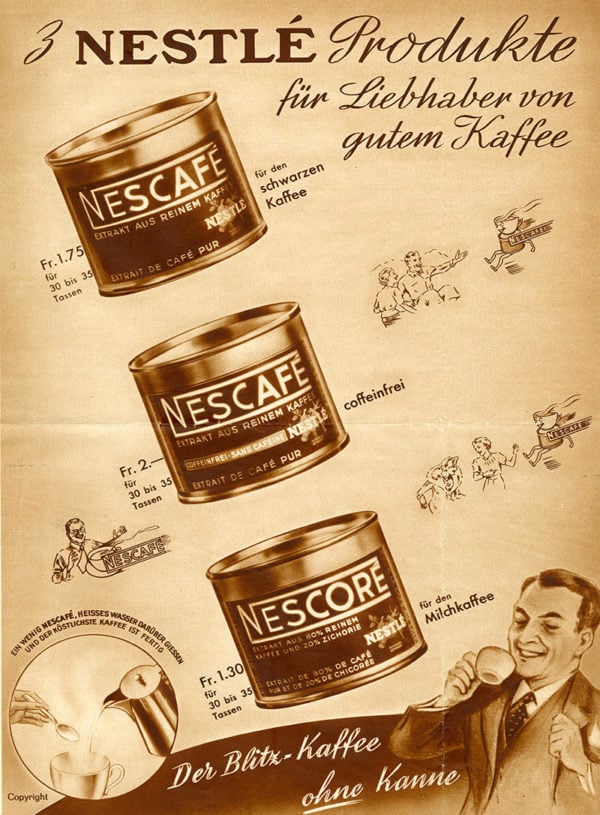 3 NESTLÉ Produkte
für Liebhaber von
gutem Kaffee
NESCAFÉ
EXTRAKT AUS REINEM KAFFEE
NESTLÉ
EXTRAIT DE CAFÉ PUR
für den
schwarzen
Kaffee
Fr. 1.75
für
30 bis 35
Tassen
NESCAFÉ
NESCAFÉ
EXTRAKT AUS REINEM KAFFEE
COFFEINFREI-SANS CAFEINE
NESTLÉ
EXTRAIT DE CAFÉ PUR
coffeinfrei
Fr. 2.—
für
30 bis 35
Tassen
NESCAFÉ
NESCAFÉ
NESCORÉ
EXTRAKT AUS 80% REINEM
KAFFEE UND 20% ZICHORIE
NESTLÉ
EXTRAIT DE 80% DE CAFÉ
PUR ET DE 20% DE CHICORÉE
für den
Milchkaffee
Fr. 1.30
für
30 bis 35
Tassen
EIN WENIG NESCAFÉ, HEISSES WASSER DARÜBER GIESSEN
UND DER KÖSTLICHSTE KAFFEE IST FERTIG
Der Blitz-Kaffee
ohne Kanne
Copyright